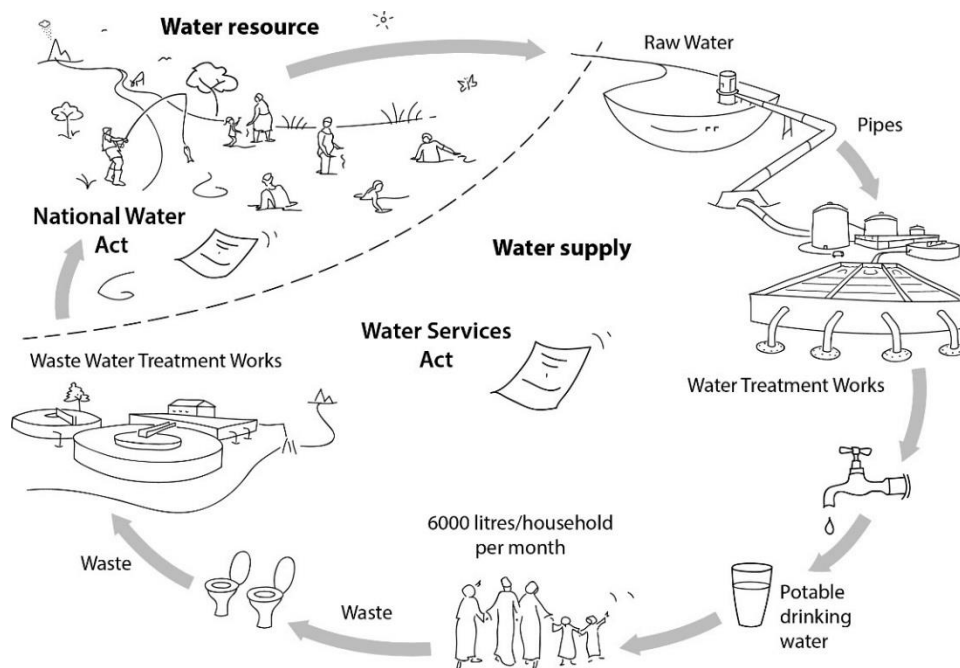 Water resource
Raw Water
Pipes
National Water
Act
Water supply
Water Services
Act
Waste Water Treatment Works
Water Treatment Works
6000 litres/household
per month
Waste
Waste
Potable
drinking
water